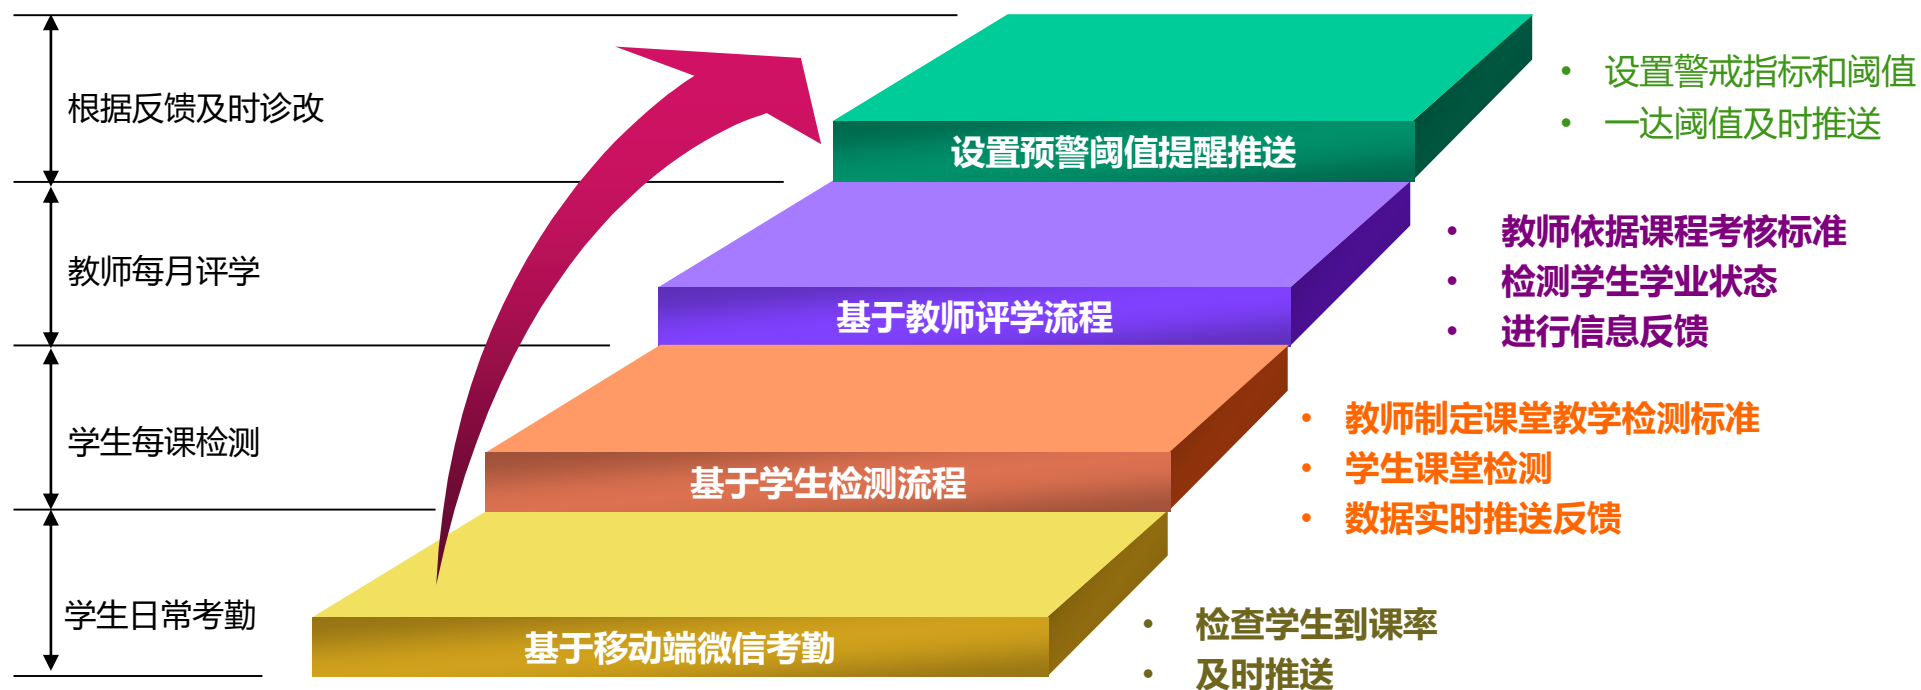 根据反馈及时诊改
设置预警阈值提醒推送
• 设置警戒指标和阈值
• 一达阈值及时推送
教师每月评学
基于教师评学流程
• 教师依据课程考核标准
• 检测学生学业状态
• 进行信息反馈
学生每课检测
基于学生检测流程
• 教师制定课堂教学检测标准
• 学生课堂检测
• 数据实时推送反馈
学生日常考勤
基于移动端微信考勤
• 检查学生到课率
• 及时推送